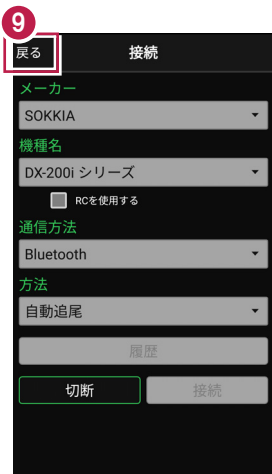 9
戻る 接続
メーカー
SOKKIA
機種名
DX-200i シリーズ
RCを使用する
通信方法
Bluetooth
方法
自動追尾
履歴
切断 接続